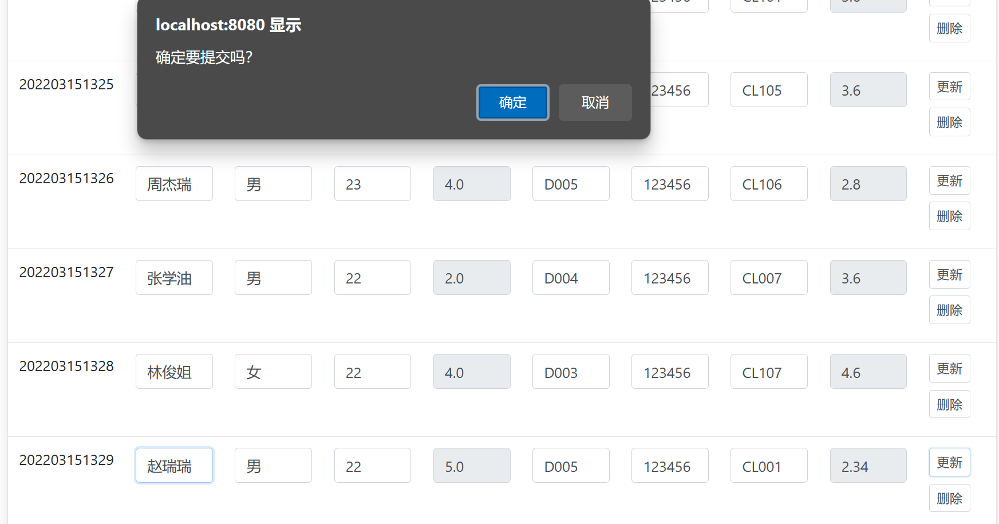 localhost:8080 显示
确定要提交吗？
确定 取消
删除
202203151325 23456 CL105 3.6 更新
删除
202203151326 周杰瑞 男 23 4.0 D005 123456 CL106 2.8 更新
删除
202203151327 张学油 男 22 2.0 D004 123456 CL007 3.6 更新
删除
202203151328 林俊姐 女 22 4.0 D003 123456 CL107 4.6 更新
删除
202203151329 赵瑞瑞 男 22 5.0 D005 123456 CL001 2.34 更新
删除